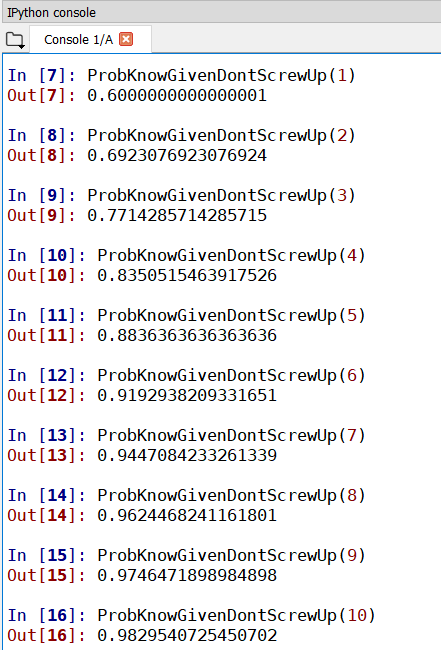 IPython console
Console 1/A
In [7]: ProbKnowGivenDontScrewUp(1)
Out[7]: 0.6000000000000001
In [8]: ProbKnowGivenDontScrewUp(2)
Out[8]: 0.6923076923076924
In [9]: ProbKnowGivenDontScrewUp(3)
Out[9]: 0.7714285714285715
In [10]: ProbKnowGivenDontScrewUp(4)
Out[10]: 0.8350515463917526
In [11]: ProbKnowGivenDontScrewUp(5)
Out[11]: 0.8836363636363636
In [12]: ProbKnowGivenDontScrewUp(6)
Out[12]: 0.9192938209331651
In [13]: ProbKnowGivenDontScrewUp(7)
Out[13]: 0.9447084233261339
In [14]: ProbKnowGivenDontScrewUp(8)
Out[14]: 0.9624468241161801
In [15]: ProbKnowGivenDontScrewUp(9)
Out[15]: 0.9746471898984898
In [16]: ProbKnowGivenDontScrewUp(10)
Out[16]: 0.9829540725450702